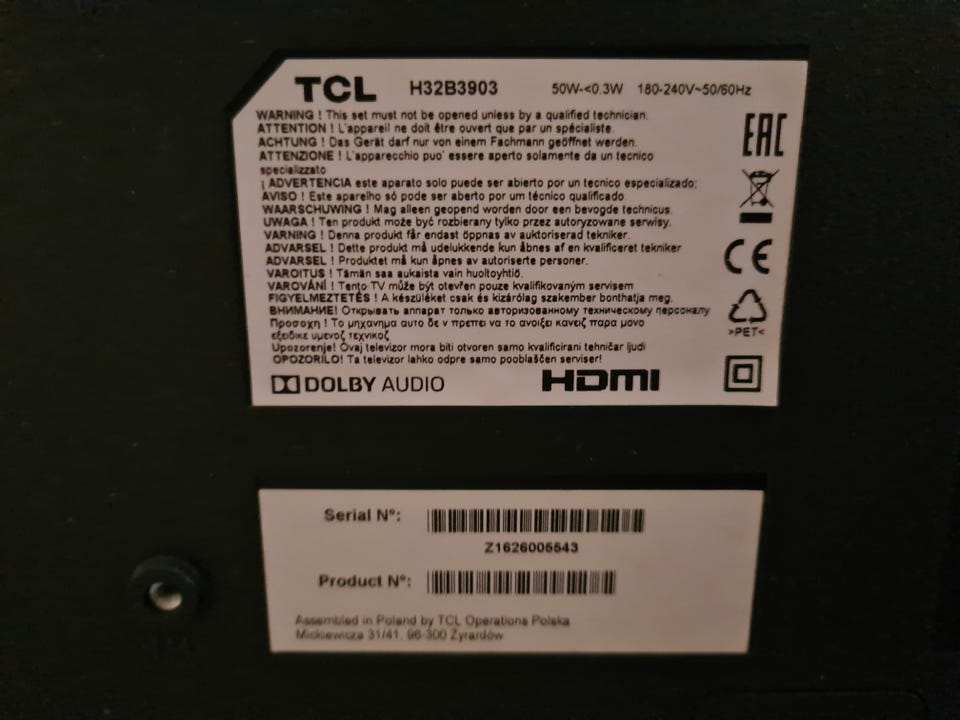 TCL H32B3903 50W-<0.3W 180-240V~50/60Hz
WARNING ! This set must not be opened unless by a qualified technician.
ATTENTION ! L'appareil ne doit être ouvert que par un spécialiste.
ACHTUNG ! Das Gerät darf nur von einem Fachmann geöffnet werden.
ATTENZIONE ! L'apparecchio puo' essere aperto solamente da un tecnico
specializzato
¡ ADVERTENCIA este aparato solo puede ser abierto por un tecnico especializado;
AVISO ! Este aparelho só pode ser aberto por um técnico qualificado
WAARSCHUWING ! Mag alleen geopend worden door een bevogde technicus.
UWAGA ! Ten produkt może być rozbierany tylko przez autoryzowane serwisy.
VARNING ! Denna produkt får endast öppnas av auktoriserad tekniker.
ADVARSEL ! Dette produkt må udelukkende kun åbnes af en kvalificeret tekniker
ADVARSEL ! Produktet må kun åpnes av autoriserte personer.
VAROITUS ! Tämän saa aukaista vain huoltoyhtiö.
VAROVÁNÍ ! Tento TV může být otevřen pouze kvalifikovaným servisem
FIGYELMEZTETÉS ! A készüléket csak és kizárólag szakember bonthatja meg.
ВНИМАНИЕ! Открывать аппарат только авторизованному техническому персоналу
Προσοχη ! Το μηχανημα αυτο δε ν πρεπει να το ανοιξει κανειζ παρα μονο
εξειδικε υμενοζ τεχνικοζ
Upozorenje! Ovaj televizor mora biti otvoren samo kvalificirani tehničar ljudi
OPOZORILO! Ta televizor lahko odpre samo pooblaščen serviser!
DOLBY AUDIO HDMI
EAC
CE
>PET<
Serial N°:
Z1626005543
Product N°:
Assembled in Poland by TCL Operations Polska
Mickiewicza 31/41, 96-300 Żyrardów